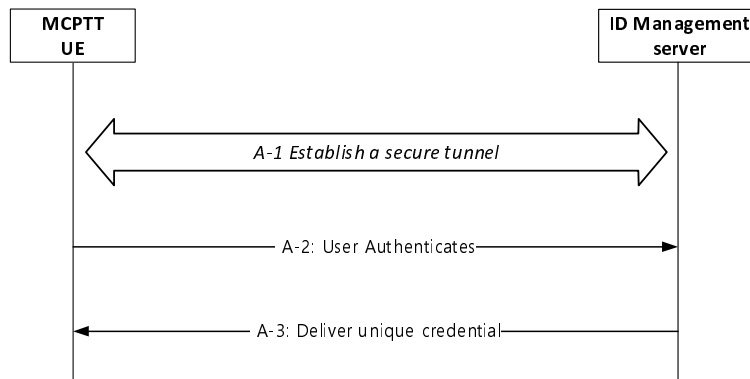 MCPTT
UE
ID Management
server
A-1 Establish a secure tunnel
A-2: User Authenticates
A-3: Deliver unique credential